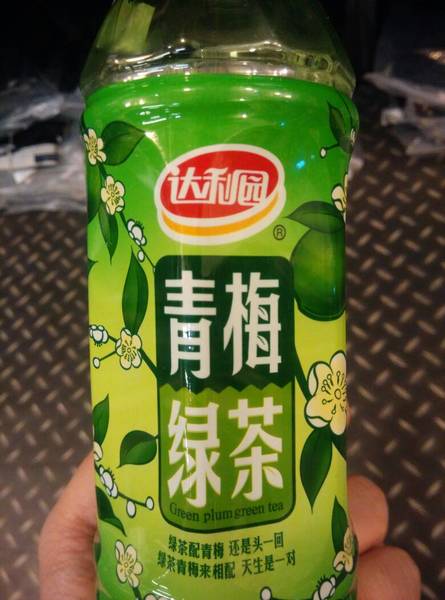 达利园
®
青梅
绿茶
Green plum green tea
绿茶配青梅 还是头一回
绿茶青梅来相配 天生是一对